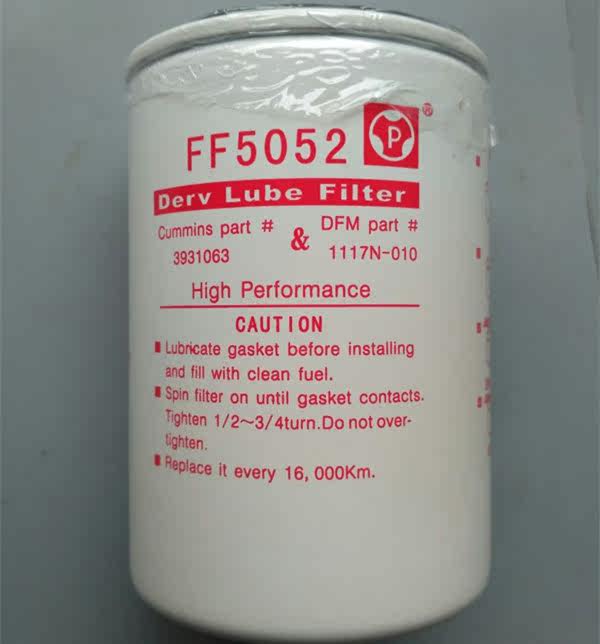 FF5052
P
®
Derv Lube Filter
Cummins part # & DFM part #
3931063 1117N-010
High Performance
CAUTION
Lubricate gasket before installing
and fill with clean fuel.
Spin filter on until gasket contacts.
Tighten 1/2~3/4turn.Do not over-
tighten.
Replace it every 16,000Km.